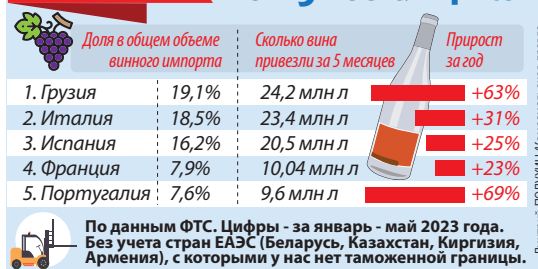 Доля в общем объеме винного импорта
Сколько вина привезли за 5 месяцев
Прирост за год
1. Грузия 19,1% 24,2 млн л +63%
2. Италия 18,5% 23,4 млн л +31%
3. Испания 16,2% 20,5 млн л +25%
4. Франция 7,9% 10,04 млн л +23%
5. Португалия 7,6% 9,6 млн л +69%
По данным ФТС. Цифры - за январь - май 2023 года.
Без учета стран ЕАЭС (Беларусь, Казахстан, Киргизия,
Армения), с которыми у нас нет таможенной границы.